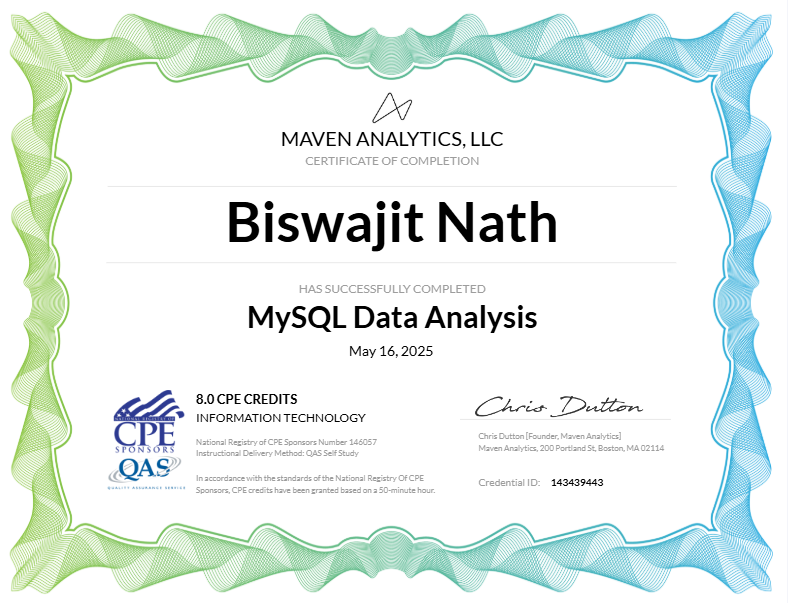 MAVEN ANALYTICS, LLC
CERTIFICATE OF COMPLETION
Biswajit Nath
HAS SUCCESSFULLY COMPLETED
MySQL Data Analysis
May 16, 2025
NATIONAL REGISTRY OF
CPE
SPONSORS
QAS
QUALITY ASSURANCE SERVICE
8.0 CPE CREDITS
INFORMATION TECHNOLOGY
National Registry of CPE Sponsors Number 146057
Instructional Delivery Method: QAS Self Study
In accordance with the standards of the National Registry Of CPE
Sponsors, CPE credits have been granted based on a 50-minute hour.
Chris Dutton
Chris Dutton [Founder, Maven Analytics]
Maven Analytics, 200 Portland St, Boston, MA 02114
Credential ID: 143439443